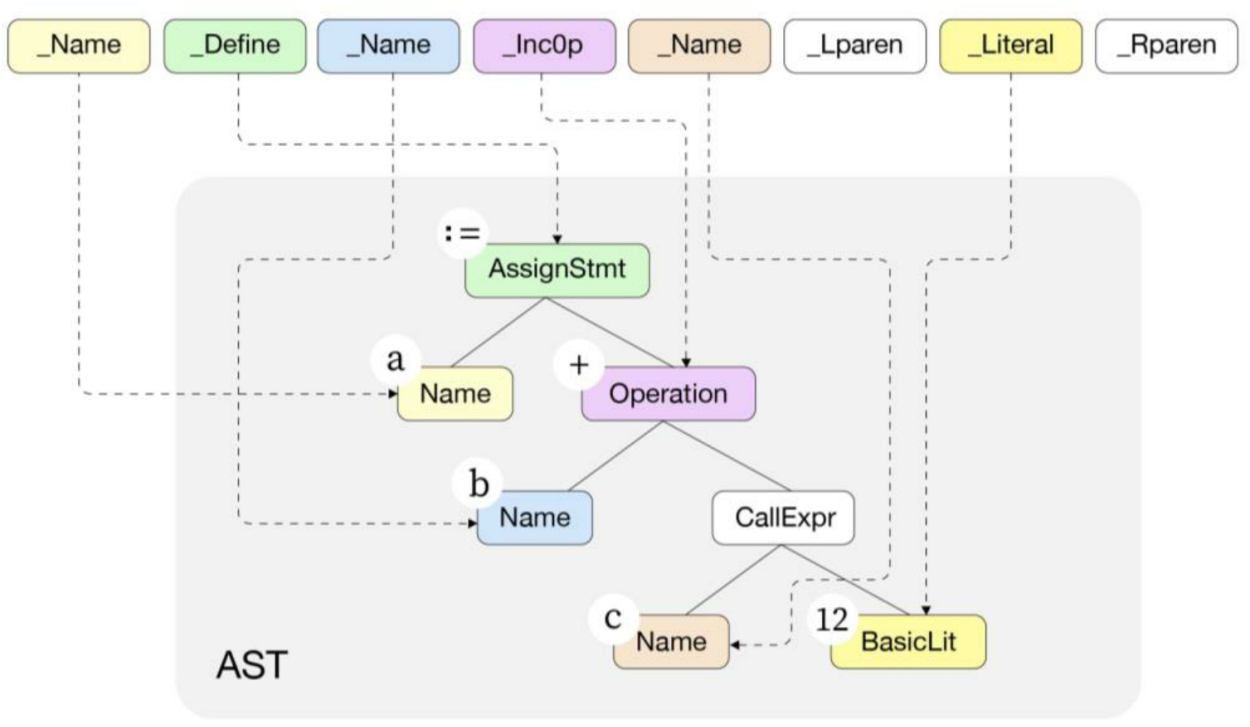 _Name
_Define
_Name
_Inc0p
_Name
_Lparen
_Literal
_Rparen
:=
AssignStmt
a
Name
+
Operation
b
Name
CallExpr
c
Name
12
BasicLit
AST